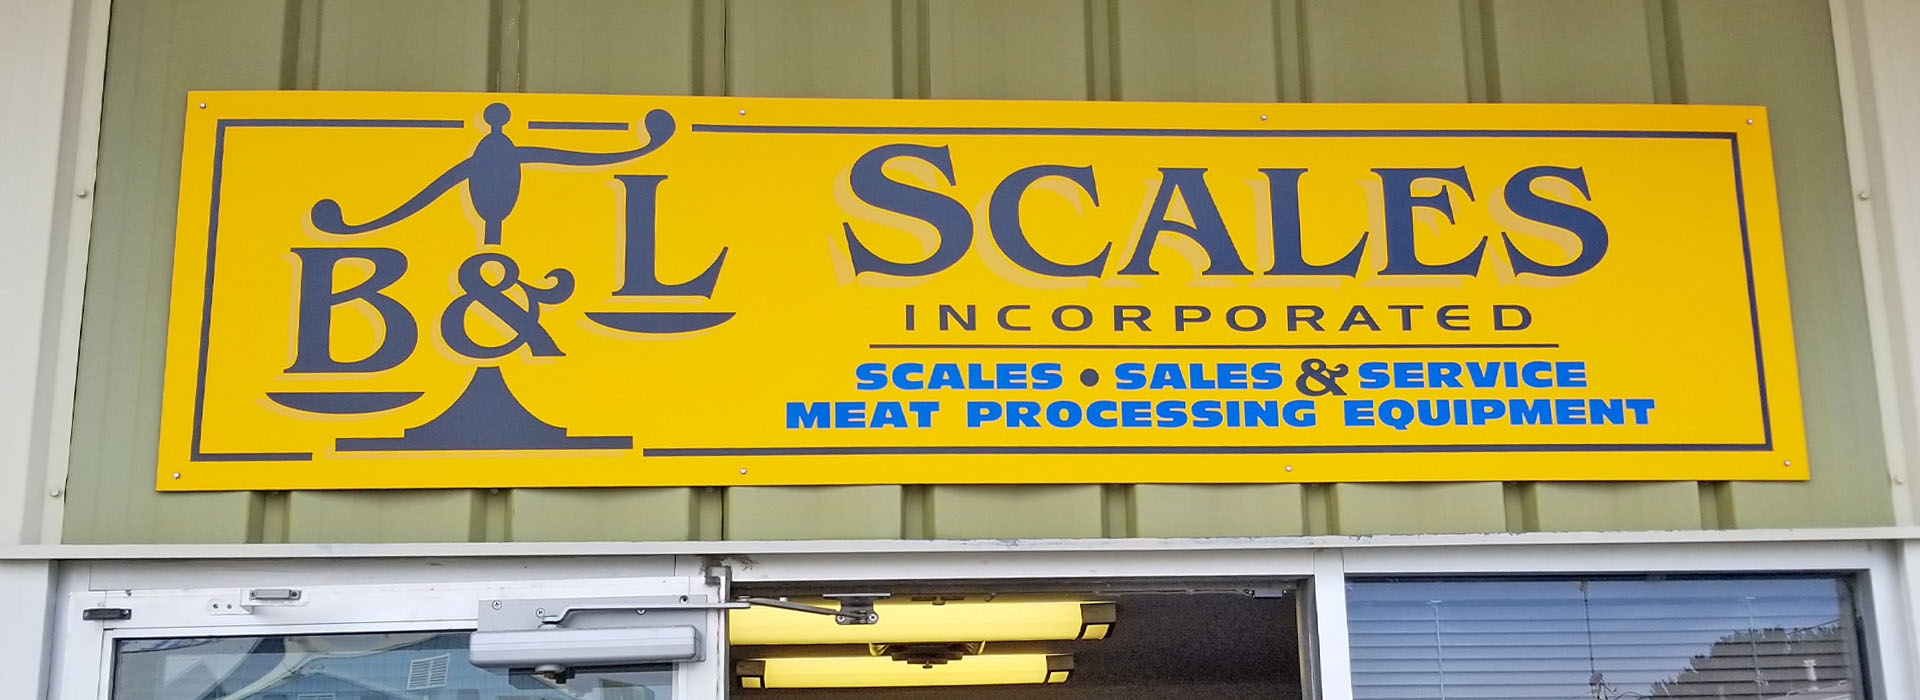 B&L SCALES
INCORPORATED
SCALES • SALES & SERVICE
MEAT PROCESSING EQUIPMENT